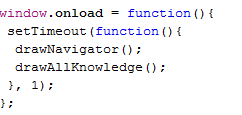 window.onload = function(){
 setTimeout(function(){
  drawNavigator();
  drawAllKnowledge();
 }, 1);
};